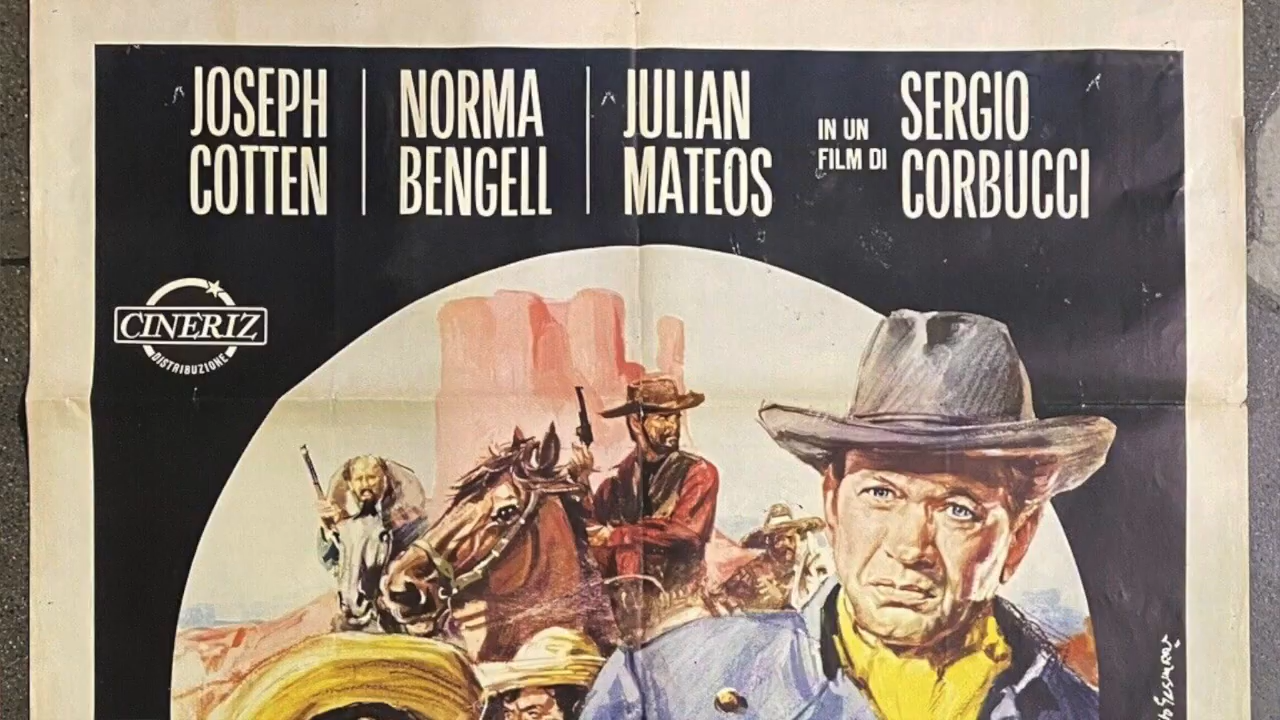 JOSEPH
COTTEN
NORMA
BENGELL
JULIAN
MATEOS
IN UN
FILM DI
SERGIO
CORBUCCI
CINERIZ
DISTRIBUZIONE